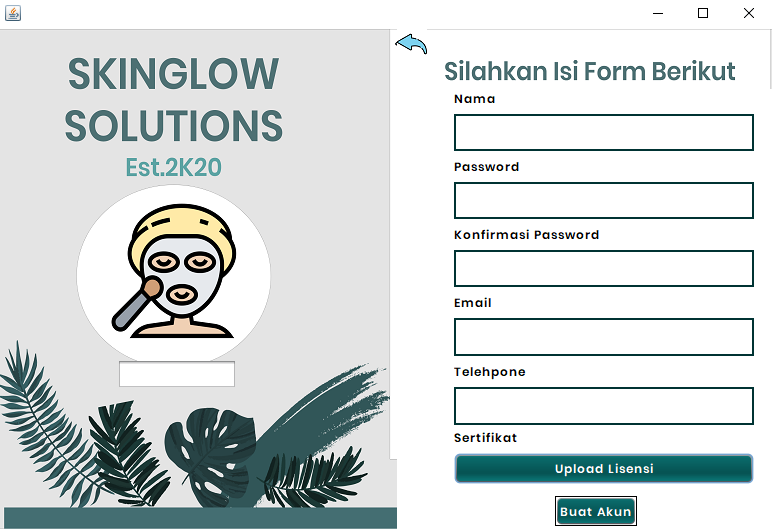 SKINGLOW
SOLUTIONS
Est.2K20
Silahkan Isi Form Berikut
Nama
Password
Konfirmasi Password
Email
Telehpone
Sertifikat
Upload Lisensi
Buat Akun